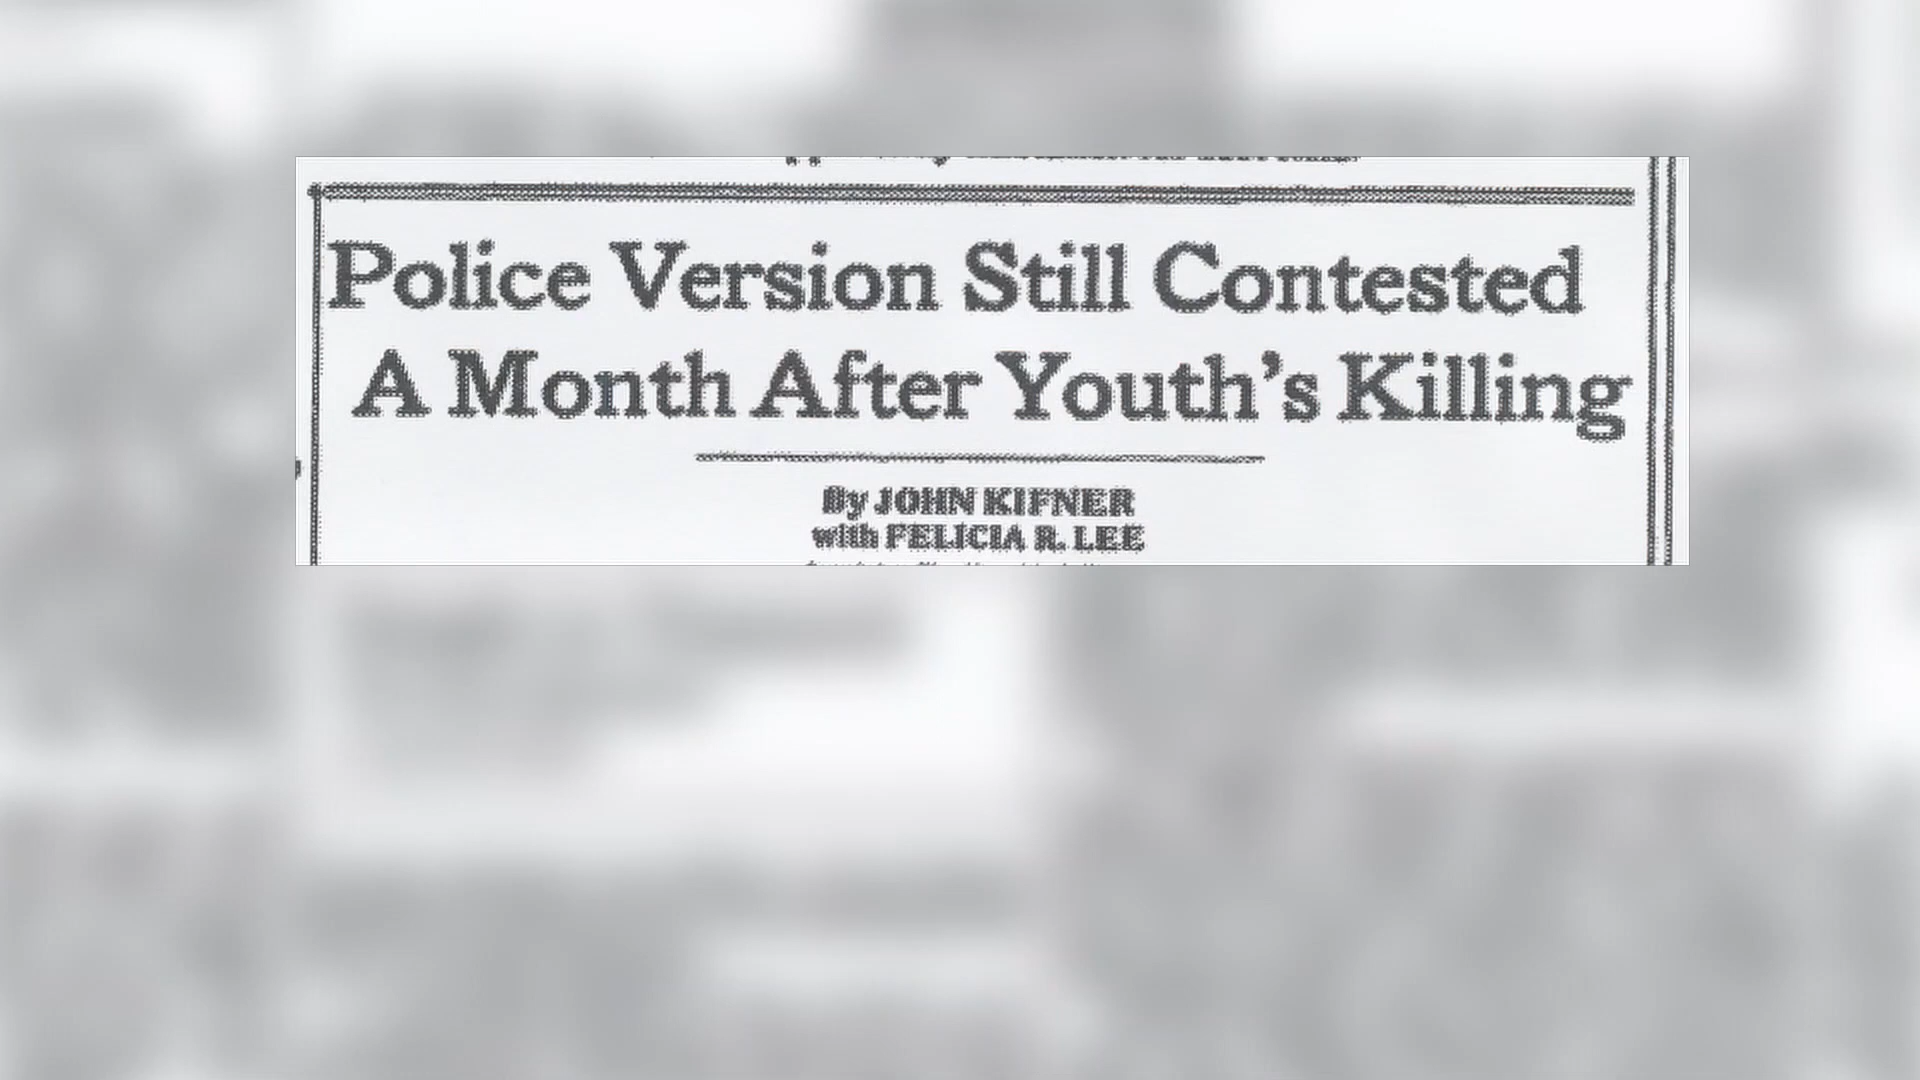 Police Version Still Contested
A Month After Youth’s Killing
By JOHN KIFNER
with FELICIA R. LEE